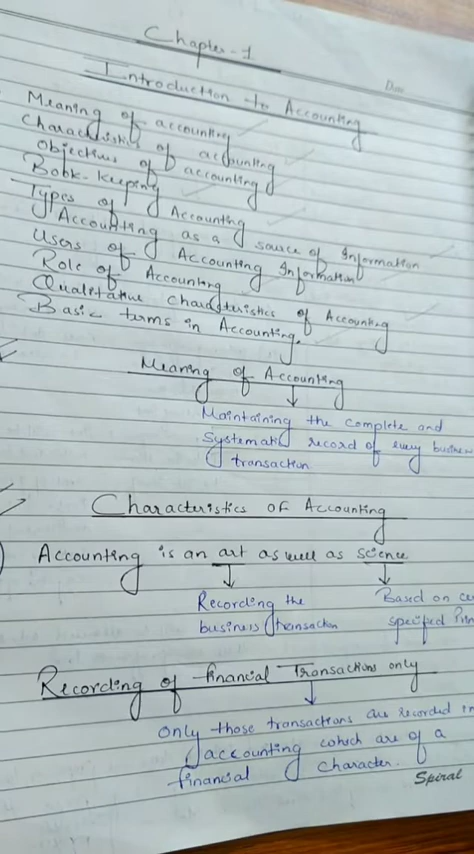 Chapter-1
Introduction to Accounting
Meaning of accounting
Characteristics of accounting
Objectives of accounting
Book-keeping
Types of Accounting
Accounting as a source of Information
Users of Accounting Information
Role of Accounting
Qualitative characteristics of Accounting
Basic terms in Accounting.
Meaning of Accounting
Maintaining the complete and
systematic record of every business
transaction
Characteristics of Accounting
Accounting is an art as well as science
Recording the
business transaction
Based on
specified
Recording of financial Transactions only
Only those transactions are recorded in
accounting which are of a
financial character.
Spiral